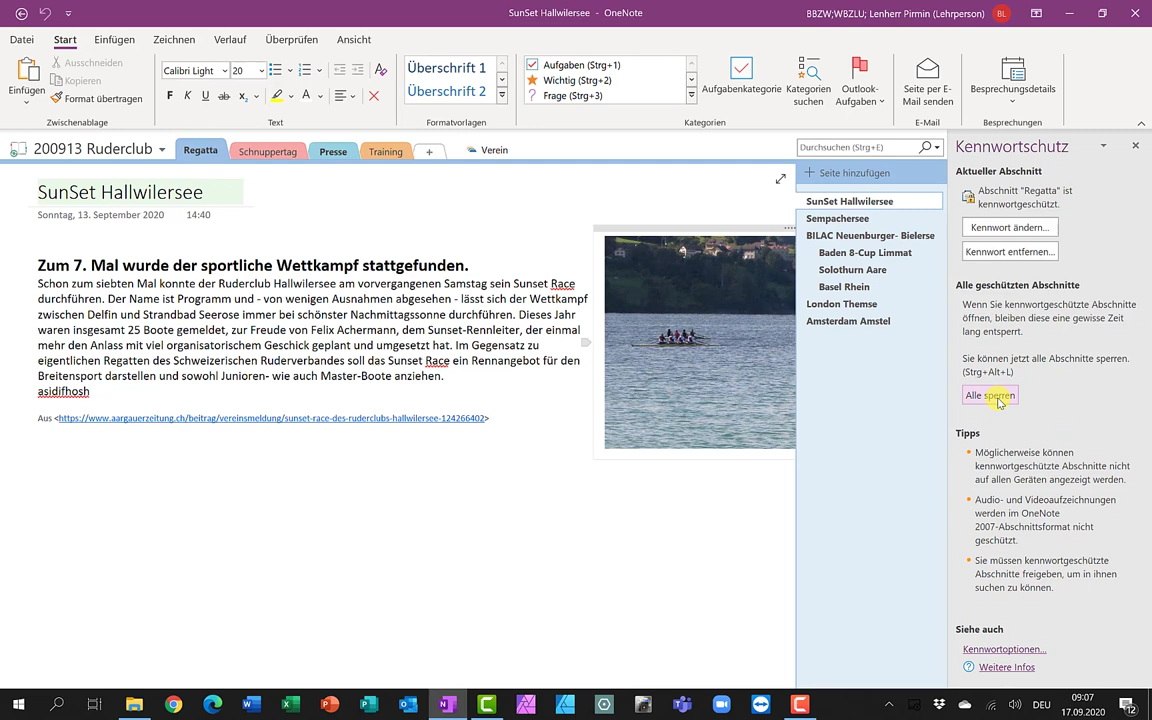 SunSet Hallwilersee - OneNote
BBZW;WBZLU; Lenherr Pirmin (Lehrperson)
BL
Datei Start Einfügen Zeichnen Verlauf Überprüfen Ansicht
Einfügen
Ausschneiden
Kopieren
Format übertragen
Zwischenablage
Calibri Light 20
F K U ab x₂ A
Text
Überschrift 1
Überschrift 2
Formatvorlagen
Aufgaben (Strg+1)
Wichtig (Strg+2)
? Frage (Strg+3)
Aufgabenkategorie
Kategorien
suchen
Outlook-
Aufgaben
Kategorien
Seite per E-
Mail senden
E-Mail
Besprechungsdetails
Besprechungen
200913 Ruderclub
Regatta Schnuppertag Presse Training + Verein
Durchsuchen (Strg+E)
Seite hinzufügen
SunSet Hallwilersee
Sempachersee
BILAC Neuenburger- Bielerse
Baden 8-Cup Limmat
Solothurn Aare
Basel Rhein
London Themse
Amsterdam Amstel
SunSet Hallwilersee
Sonntag, 13. September 2020 14:40
Zum 7. Mal wurde der sportliche Wettkampf stattgefunden.
Schon zum siebten Mal konnte der Ruderclub Hallwilersee am vorvergangenen Samstag sein Sunset Race
durchführen. Der Name ist Programm und - von wenigen Ausnahmen abgesehen - lässt sich der Wettkampf
zwischen Delfin und Strandbad Seerose immer bei schönster Nachmittagssonne durchführen. Dieses Jahr
waren insgesamt 25 Boote gemeldet, zur Freude von Felix Achermann, dem Sunset-Rennleiter, der einmal
mehr den Anlass mit viel organisatorischem Geschick geplant und umgesetzt hat. Im Gegensatz zu
eigentlichen Regatten des Schweizerischen Ruderverbandes soll das Sunset Race ein Rennangebot für den
Breitensport darstellen und sowohl Junioren- wie auch Master-Boote anziehen.
asidifhosh
Aus <https://www.aargauerzeitung.ch/beitrag/vereinsmeldung/sunset-race-des-ruderclubs-hallwilersee-124266402>
Kennwortschutz
Aktueller Abschnitt
Abschnitt "Regatta" ist
kennwortgeschützt.
Kennwort ändern...
Kennwort entfernen...
Alle geschützten Abschnitte
Wenn Sie kennwortgeschützte Abschnitte
öffnen, bleiben diese eine gewisse Zeit
lang entsperrt.
Sie können jetzt alle Abschnitte sperren.
(Strg+Alt+L)
Alle sperren
Tipps
Möglicherweise können
kennwortgeschützte Abschnitte nicht
auf allen Geräten angezeigt werden.
Audio- und Videoaufzeichnungen
werden im OneNote
2007-Abschnittsformat nicht
geschützt.
Sie müssen kennwortgeschützte
Abschnitte freigeben, um in ihnen
suchen zu können.
Siehe auch
Kennwortoptionen...
Weitere Infos
DEU
09:07
17.09.2020
12